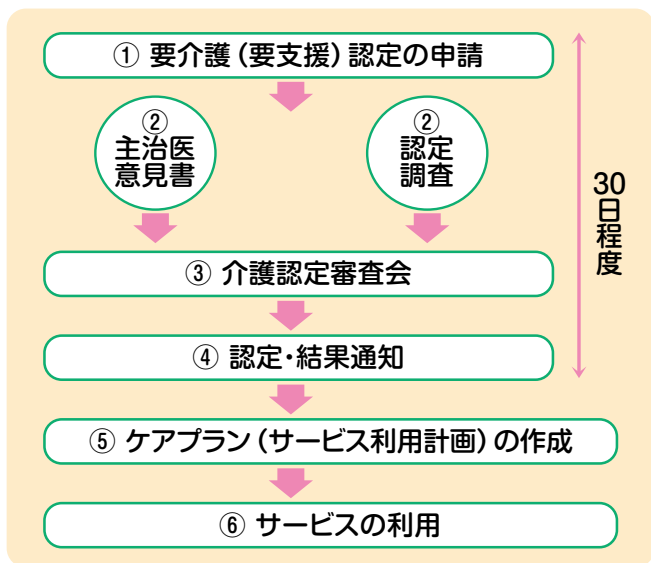 ① 要介護（要支援）認定の申請
②
主治医
意見書
②
認定
調査
③ 介護認定審査会
④ 認定・結果通知
⑤ ケアプラン（サービス利用計画）の作成
⑥ サービスの利用
30日程度